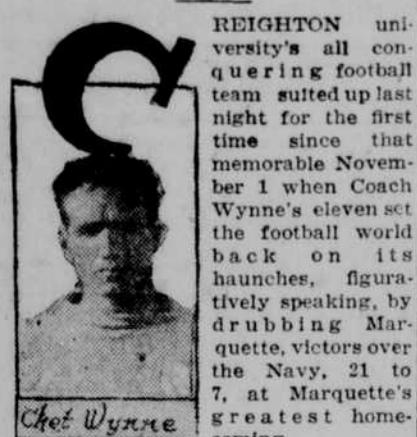 C
REIGHTON uni-
versity's all con-
quering football
team suited up last
night for the first
time since that
memorable Novem-
ber 1 when Coach
Wynne's eleven set
the football world
back on its
haunches, figura-
tively speaking, by
drubbing Mar-
quette, victors over
the Navy, 21 to
7, at Marquette's
greatest home-
Chet Wynne